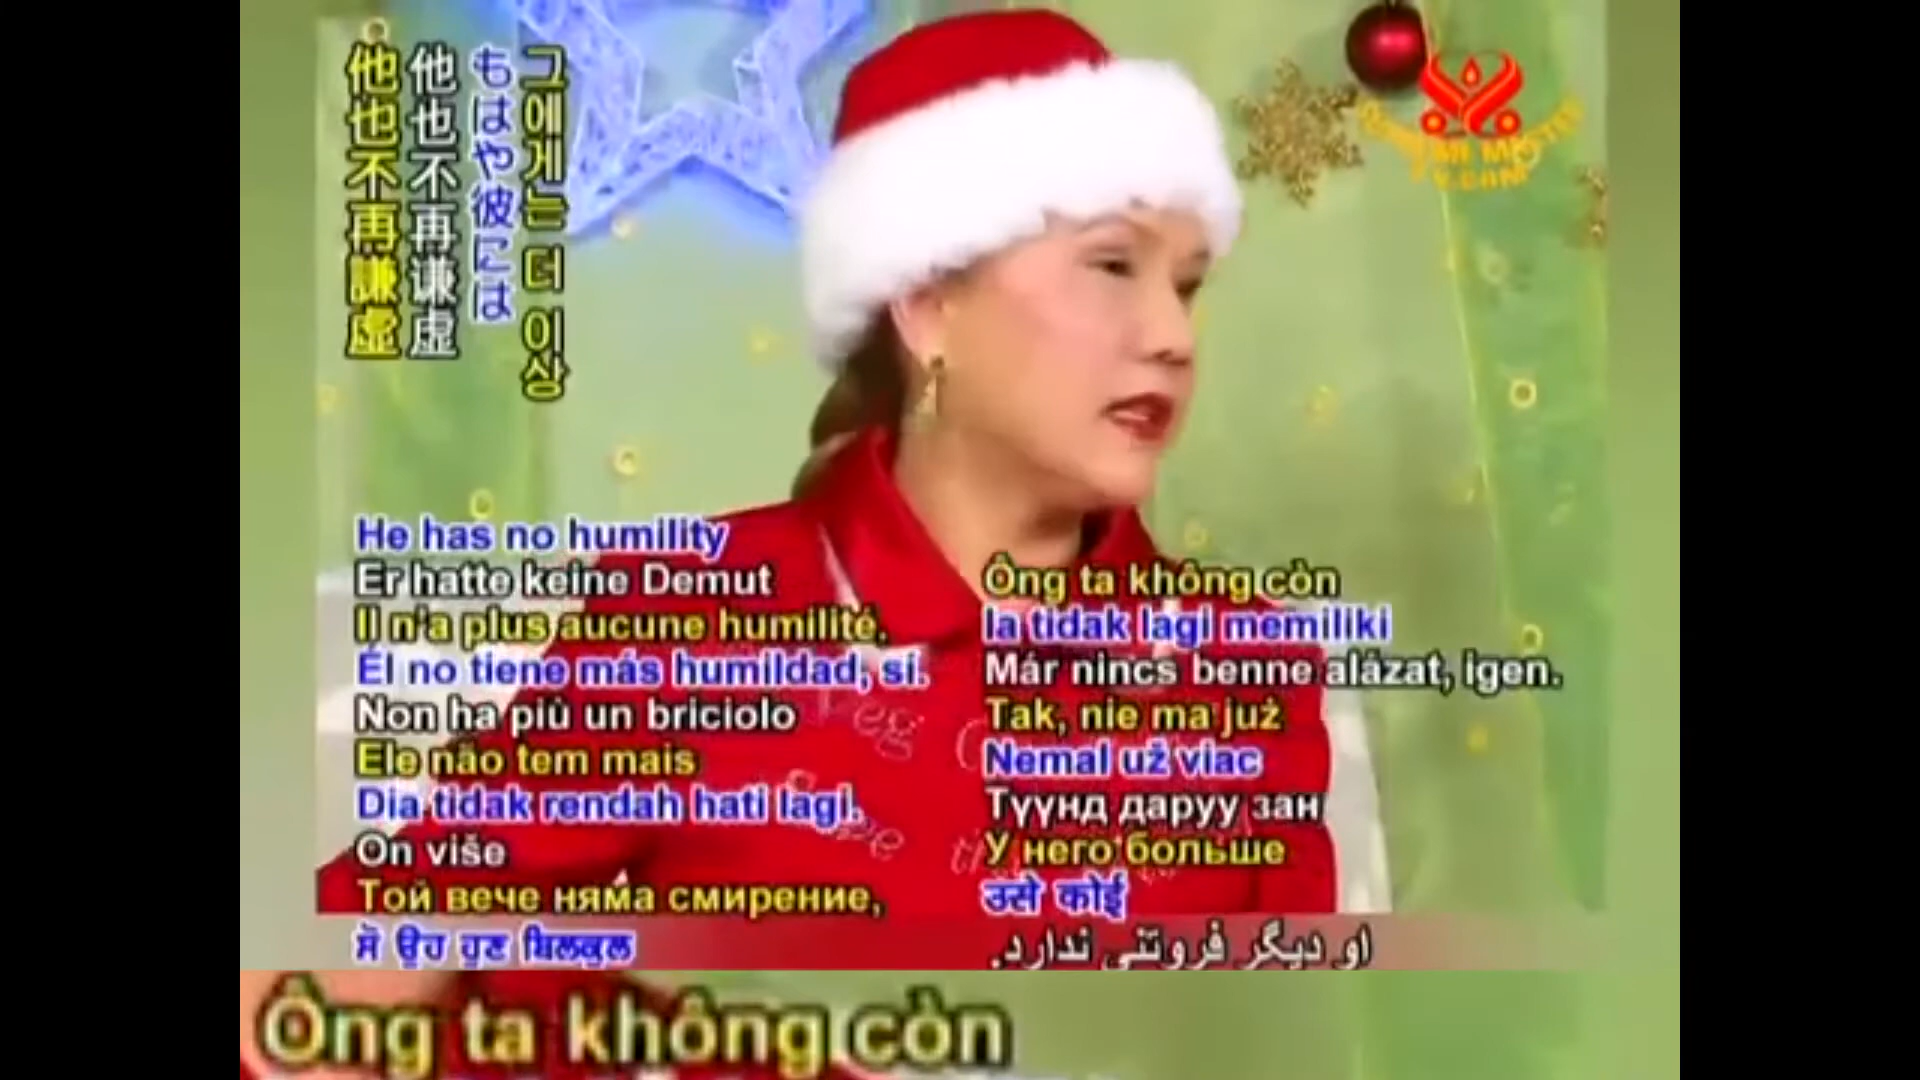 他也不再謙虛
他也不再谦虚
もはや彼には
그에게는 더 이상
He has no humility
Er hatte keine Demut
Il n'a plus aucune humilité.
Él no tiene más humildad, sí.
Non ha più un briciolo
Ele não tem mais
Dia tidak rendah hati lagi.
On više
Той вече няма смирение,
ਸੋ ਉਹ ਹੁਣ ਬਿਲਕੁਲ
Ông ta không còn
Ia tidak lagi memiliki
Már nincs benne alázat, igen.
Tak, nie ma już
Nemal už viac
Түүнд даруу зан
У него больше
उसे कोई
او دیگر فروتنی ندارد.
Ông ta không còn